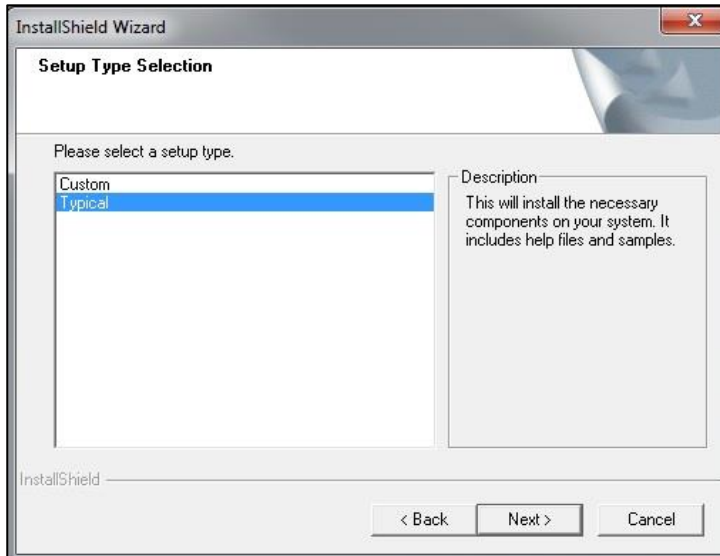 InstallShield Wizard
Setup Type Selection
Please select a setup type.
Custom
Typical
Description
This will install the necessary
components on your system. It
includes help files and samples.
InstallShield
< Back
Next >
Cancel